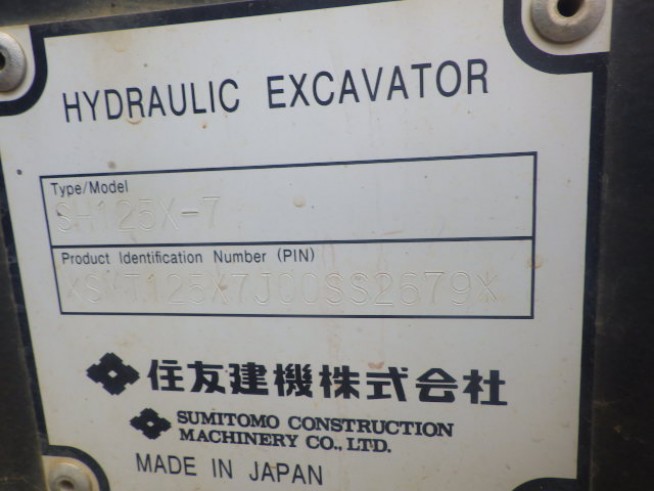 HYDRAULIC EXCAVATOR
Type/Model
SH125X-7
Product Identification Number (PIN)
住友建機株式会社
SUMITOMO CONSTRUCTION
MACHINERY CO., LTD.
MADE IN JAPAN